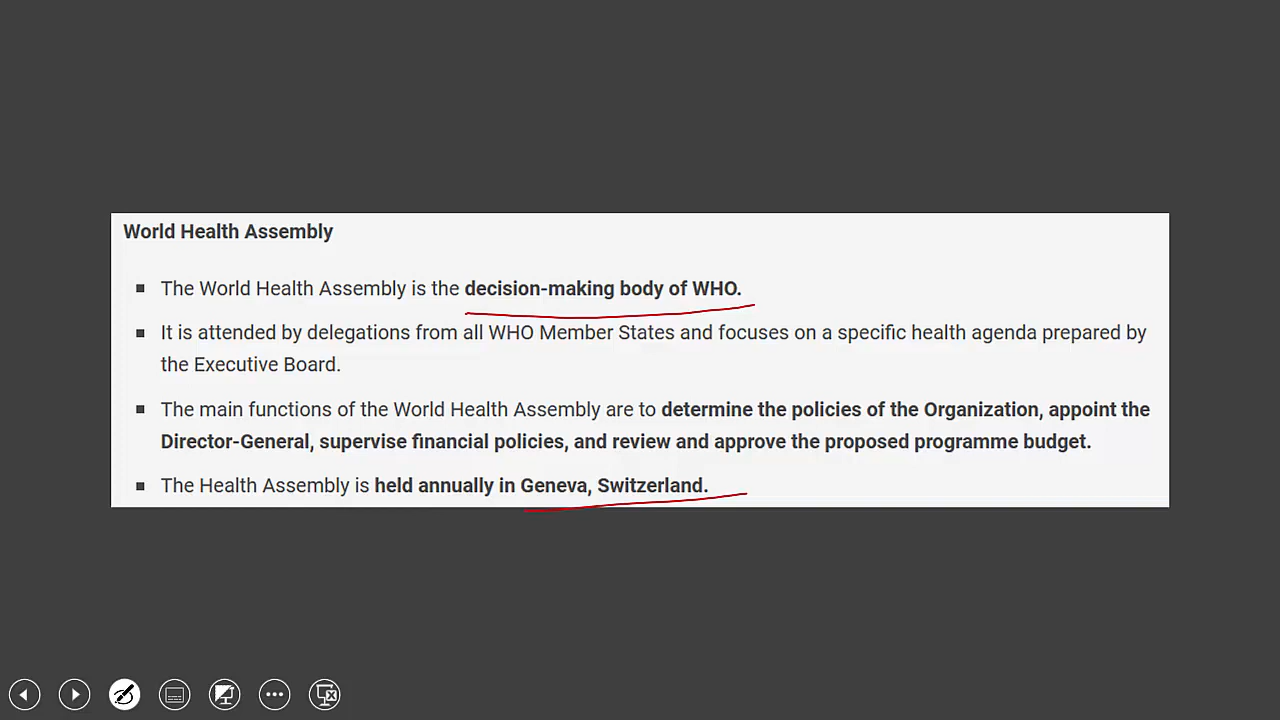 World Health Assembly
▪ The World Health Assembly is the decision-making body of WHO.
▪ It is attended by delegations from all WHO Member States and focuses on a specific health agenda prepared by
the Executive Board.
▪ The main functions of the World Health Assembly are to determine the policies of the Organization, appoint the
Director-General, supervise financial policies, and review and approve the proposed programme budget.
▪ The Health Assembly is held annually in Geneva, Switzerland.